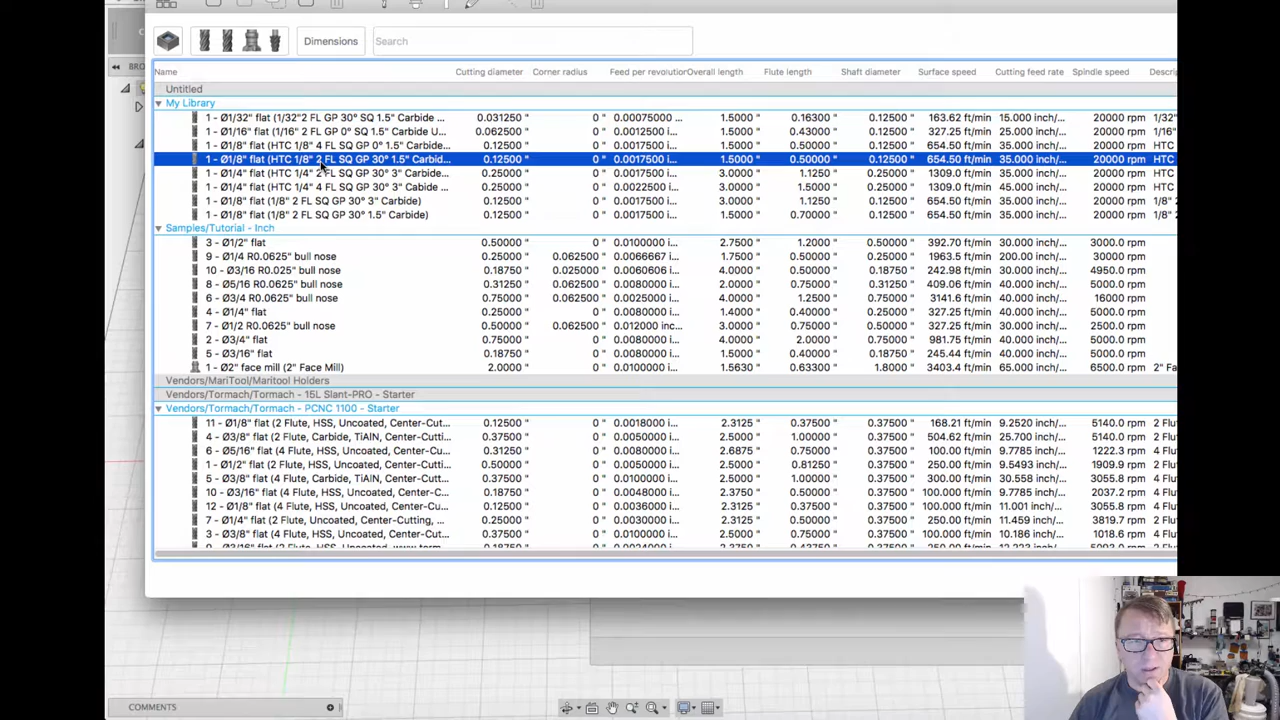 Dimensions Search
Name Cutting diameter Corner radius Feed per revolution Overall length Flute length Shaft diameter Surface speed Cutting feed rate Spindle speed Descri
Untitled
My Library
1 - Ø1/32" flat (1/32"2 FL GP 30° SQ 1.5" Carbide ... 0.031250 " 0 " 0.00075000 ... 1.5000 " 0.16300 " 0.12500 " 163.62 ft/min 15.000 inch/... 20000 rpm 1/32"
1 - Ø1/16" flat (1/16" 2 FL GP 0° SQ 1.5" Carbide U... 0.062500 " 0 " 0.0012500 i... 1.5000 " 0.43000 " 0.12500 " 327.25 ft/min 25.000 inch/... 20000 rpm 1/16"
1 - Ø1/8" flat (HTC 1/8" 4 FL SQ GP 0° 1.5" Carbide... 0.12500 " 0 " 0.0017500 i... 1.5000 " 0.50000 " 0.12500 " 654.50 ft/min 35.000 inch/... 20000 rpm HTC
1 - Ø1/8" flat (HTC 1/8" 2 FL SQ GP 30° 1.5" Carbid... 0.12500 " 0 " 0.0017500 i... 1.5000 " 0.50000 " 0.12500 " 654.50 ft/min 35.000 inch/... 20000 rpm HTC
1 - Ø1/4" flat (HTC 1/4" 2 FL SQ GP 30° 3" Carbide... 0.25000 " 0 " 0.0017500 i... 3.0000 " 1.1250 " 0.25000 " 1309.0 ft/min 35.000 inch/... 20000 rpm HTC
1 - Ø1/4" flat (HTC 1/4" 4 FL SQ GP 30° 3" Cabide ... 0.25000 " 0 " 0.0022500 i... 3.0000 " 1.5000 " 0.25000 " 1309.0 ft/min 45.000 inch/... 20000 rpm HTC
1 - Ø1/8" flat (1/8" 2 FL SQ GP 30° 3" Carbide) 0.12500 " 0 " 0.0017500 i... 3.0000 " 1.1250 " 0.12500 " 654.50 ft/min 35.000 inch/... 20000 rpm 1/8" 2
1 - Ø1/8" flat (1/8" 2 FL SQ GP 30° 1.5" Carbide) 0.12500 " 0 " 0.0017500 i... 1.5000 " 0.70000 " 0.12500 " 654.50 ft/min 35.000 inch/... 20000 rpm
Samples/Tutorial - Inch
3 - Ø1/2" flat 0.50000 " 0 " 0.0100000 i... 2.7500 " 1.2000 " 0.50000 " 392.70 ft/min 30.000 inch/... 3000.0 rpm
9 - Ø1/4 R0.0625" bull nose 0.25000 " 0.062500 " 0.0066667 i... 1.7500 " 0.50000 " 0.25000 " 1963.5 ft/min 200.00 inch/... 30000 rpm
10 - Ø3/16 R0.025" bull nose 0.18750 " 0.025000 " 0.0060606 i... 4.0000 " 0.50000 " 0.18750 " 242.98 ft/min 30.000 inch/... 4950.0 rpm
8 - Ø5/16 R0.0625" bull nose 0.31250 " 0.062500 " 0.0080000 i... 2.0000 " 0.75000 " 0.31250 " 409.06 ft/min 40.000 inch/... 5000.0 rpm
6 - Ø3/4 R0.0625" bull nose 0.75000 " 0.062500 " 0.0025000 i... 4.0000 " 1.2500 " 0.75000 " 3141.6 ft/min 40.000 inch/... 16000 rpm
4 - Ø1/4" flat 0.25000 " 0 " 0.0080000 i... 1.4000 " 0.40000 " 0.25000 " 327.25 ft/min 40.000 inch/... 5000.0 rpm
7 - Ø1/2 R0.0625" bull nose 0.50000 " 0.062500 " 0.012000 inc... 3.0000 " 0.75000 " 0.50000 " 327.25 ft/min 30.000 inch/... 2500.0 rpm
2 - Ø3/4" flat 0.75000 " 0 " 0.0080000 i... 4.0000 " 2.0000 " 0.75000 " 981.75 ft/min 40.000 inch/... 5000.0 rpm
5 - Ø3/16" flat 0.18750 " 0 " 0.0080000 i... 1.5000 " 0.40000 " 0.18750 " 245.44 ft/min 40.000 inch/... 5000.0 rpm
1 - Ø2" face mill (2" Face Mill) 2.0000 " 0 " 0.0100000 i... 1.5630 " 0.63300 " 1.8000 " 3403.4 ft/min 65.000 inch/... 6500.0 rpm 2" Fa
Vendors/MariTool/Maritool Holders
Vendors/Tormach/Tormach - 15L Slant-PRO - Starter
Vendors/Tormach/Tormach - PCNC 1100 - Starter
11 - Ø1/8" flat (2 Flute, HSS, Uncoated, Center-Cut... 0.12500 " 0 " 0.0018000 i... 2.3125 " 0.37500 " 0.37500 " 168.21 ft/min 9.2520 inch/... 5140.0 rpm 2 Flut
4 - Ø3/8" flat (2 Flute, Carbide, TiAlN, Center-Cutti... 0.37500 " 0 " 0.0050000 i... 2.5000 " 1.00000 " 0.37500 " 504.62 ft/min 25.700 inch/... 5140.0 rpm 2 Flut
6 - Ø5/16" flat (4 Flute, HSS, Uncoated, Center-Cut... 0.31250 " 0 " 0.0080000 i... 2.6875 " 0.75000 " 0.37500 " 100.00 ft/min 9.7785 inch/... 1222.3 rpm 4 Flut
1 - Ø1/2" flat (2 Flute, HSS, Uncoated, Center-Cutti... 0.50000 " 0 " 0.0050000 i... 2.5000 " 0.81250 " 0.37500 " 250.00 ft/min 9.5493 inch/... 1909.9 rpm 2 Flut
5 - Ø3/8" flat (4 Flute, Carbide, TiAlN, Center-Cutti... 0.37500 " 0 " 0.0100000 i... 2.5000 " 1.00000 " 0.37500 " 300.00 ft/min 30.558 inch/... 3055.8 rpm 4 Flut
10 - Ø3/16" flat (4 Flute, HSS, Uncoated, Center-C... 0.18750 " 0 " 0.0048000 i... 2.3750 " 0.50000 " 0.37500 " 100.000 ft/min 9.7785 inch/... 2037.2 rpm 4 Flut
12 - Ø1/8" flat (4 Flute, HSS, Uncoated, Center-Cut... 0.12500 " 0 " 0.0036000 i... 2.3125 " 0.37500 " 0.37500 " 100.000 ft/min 11.001 inch/... 3055.8 rpm 4 Flut
7 - Ø1/4" flat (2 Flute, Uncoated, Center-Cutting, ... 0.25000 " 0 " 0.0030000 i... 2.3125 " 0.50000 " 0.37500 " 250.00 ft/min 11.459 inch/... 3819.7 rpm 2 Flut
3 - Ø3/8" flat (4 Flute, HSS, Uncoated, Center-Cutti... 0.37500 " 0 " 0.0100000 i... 2.5000 " 0.75000 " 0.37500 " 100.000 ft/min 10.186 inch/... 1018.6 rpm 4 Flut
BRO
COMMENTS